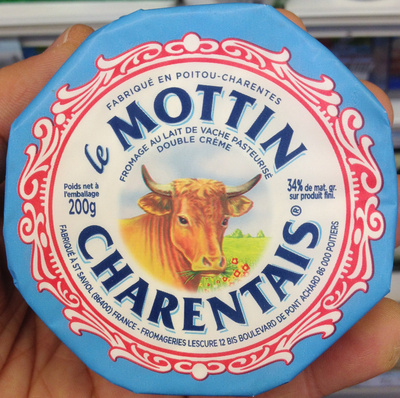 FABRIQUÉ EN POITOU-CHARENTES
le MOTTIN
FROMAGE AU LAIT DE VACHE PASTEURISÉ
DOUBLE CRÈME
Poids net à
l'emballage
200g
34% de mat. gr.
sur produit fini.
CHARENTAIS®
FABRIQUÉ À ST SAVIOL (86400) FRANCE - FROMAGERIES LESCURE 12 BIS BOULEVARD DE PONT ACHARD 86 000 POITIERS